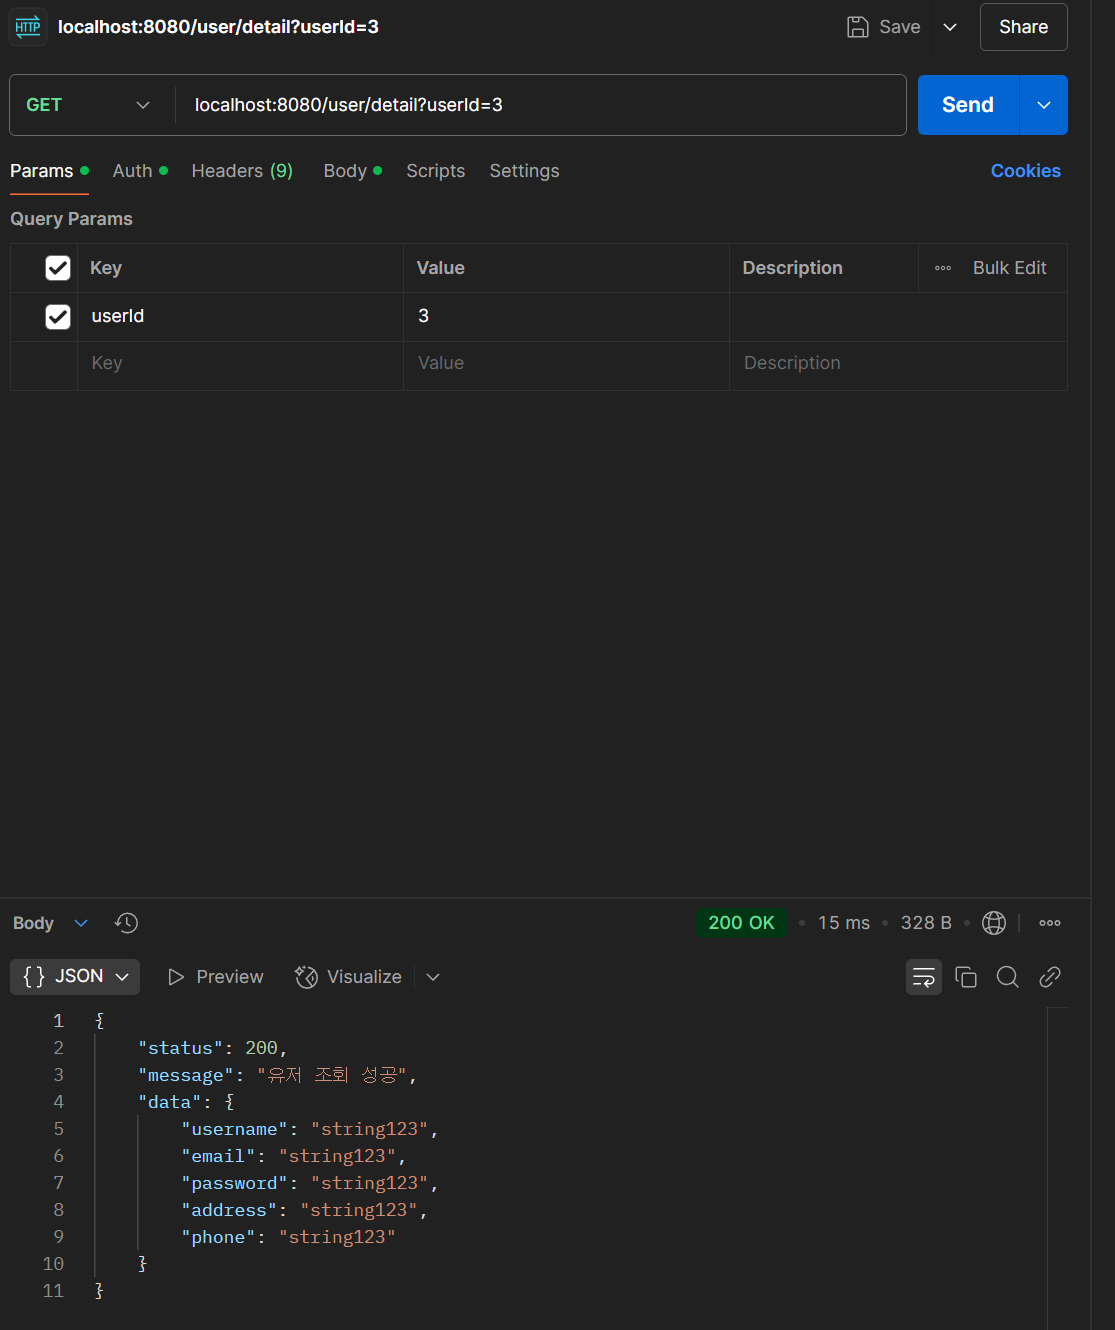 HTTP localhost:8080/user/detail?userId=3 Save Share
GET localhost:8080/user/detail?userId=3 Send
Params Auth Headers (9) Body Scripts Settings Cookies
Query Params
Key Value Description Bulk Edit
userId 3
Key Value Description
Body 200 OK 15 ms 328 B
{} JSON Preview Visualize
1 {
2 "status": 200,
3 "message": "유저 조회 성공",
4 "data": {
5 "username": "string123",
6 "email": "string123",
7 "password": "string123",
8 "address": "string123",
9 "phone": "string123"
10 }
11 }